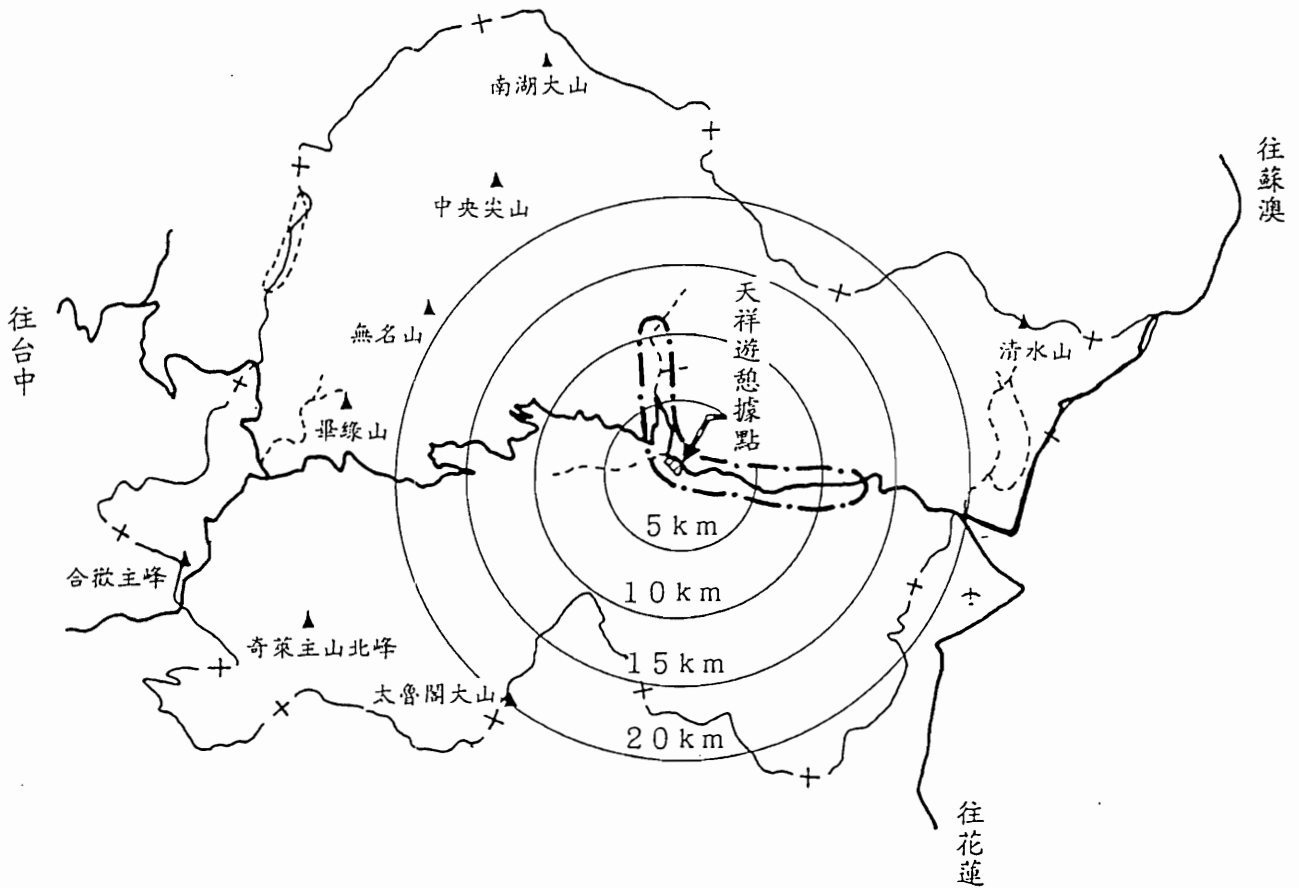 南湖大山
往蘇澳
中央尖山
天祥遊憩據點
往台中
無名山
清水山
畢綠山
5km
合歡主峰
10km
奇萊主山北峰
15km
太魯閣大山
20km
往花蓮